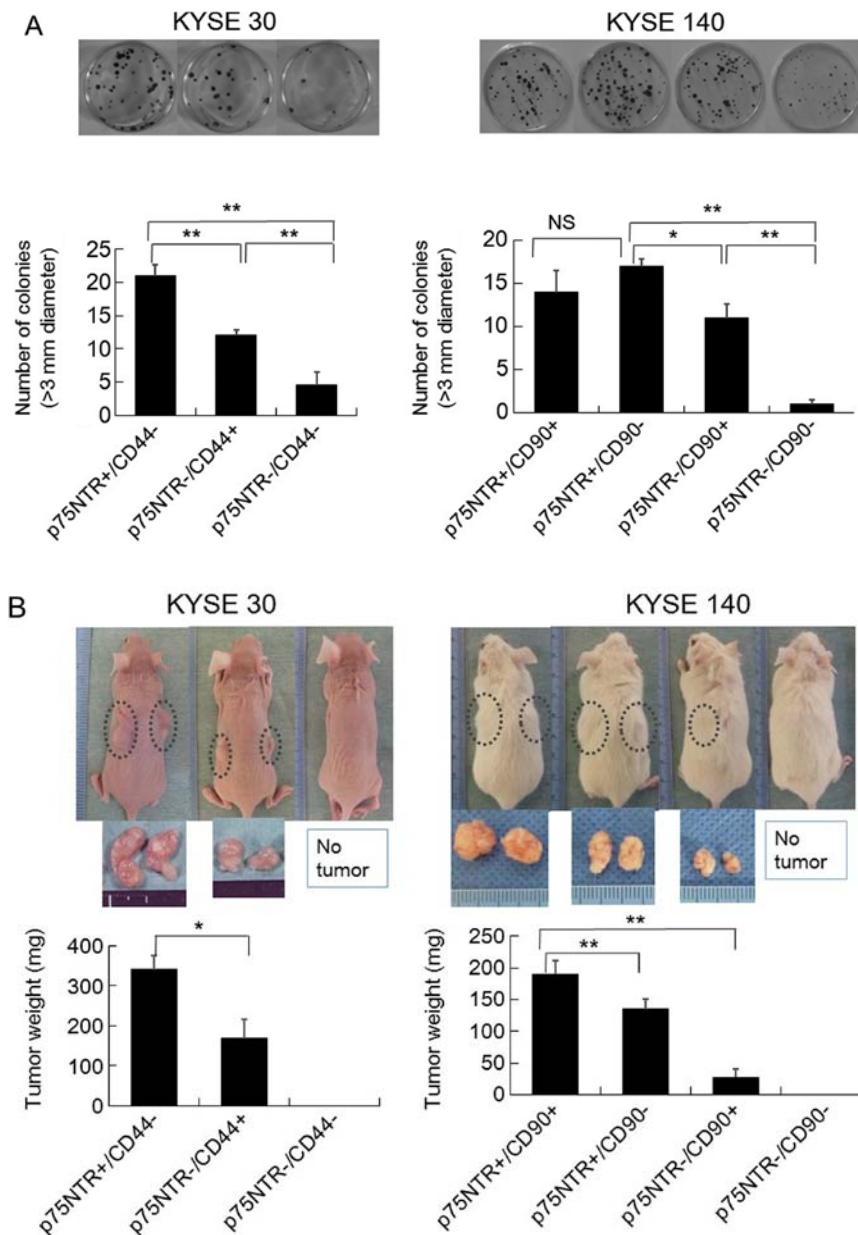 A
KYSE 30
KYSE 140
**
**
**
Number of colonies
(>3 mm diameter)
25
20
15
10
5
0
p75NTR+/CD44-
p75NTR-/CD44+
p75NTR-/CD44-
NS
**
*
**
Number of colonies
(>3 mm diameter)
20
15
10
5
0
p75NTR+/CD90+
p75NTR+/CD90-
p75NTR-/CD90+
p75NTR-/CD90-
B
KYSE 30
KYSE 140
No
tumor
No
tumor
*
Tumor weight (mg)
400
300
200
100
0
p75NTR+/CD44-
p75NTR-/CD44+
p75NTR-/CD44-
**
**
Tumor weight (mg)
250
200
150
100
50
0
p75NTR+/CD90+
p75NTR+/CD90-
p75NTR-/CD90+
p75NTR-/CD90-